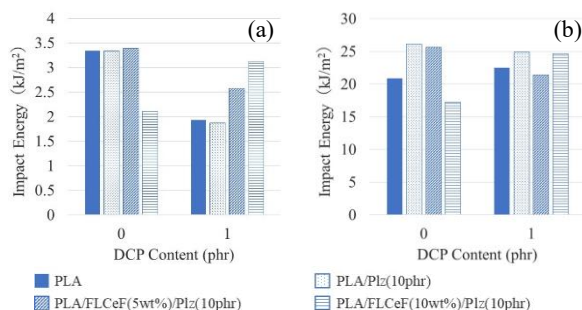 (a)
Impact Energy (kJ/m²)
4
3.5
3
2.5
2
1.5
1
0.5
0
0
1
DCP Content (phr)
(b)
Impact Energy (kJ/m²)
30
25
20
15
10
5
0
0
1
DCP Content (phr)
PLA
PLA/Plz(10phr)
PLA/FLCeF(5wt%)/Plz(10phr)
PLA/FLCeF(10wt%)/Plz(10phr)